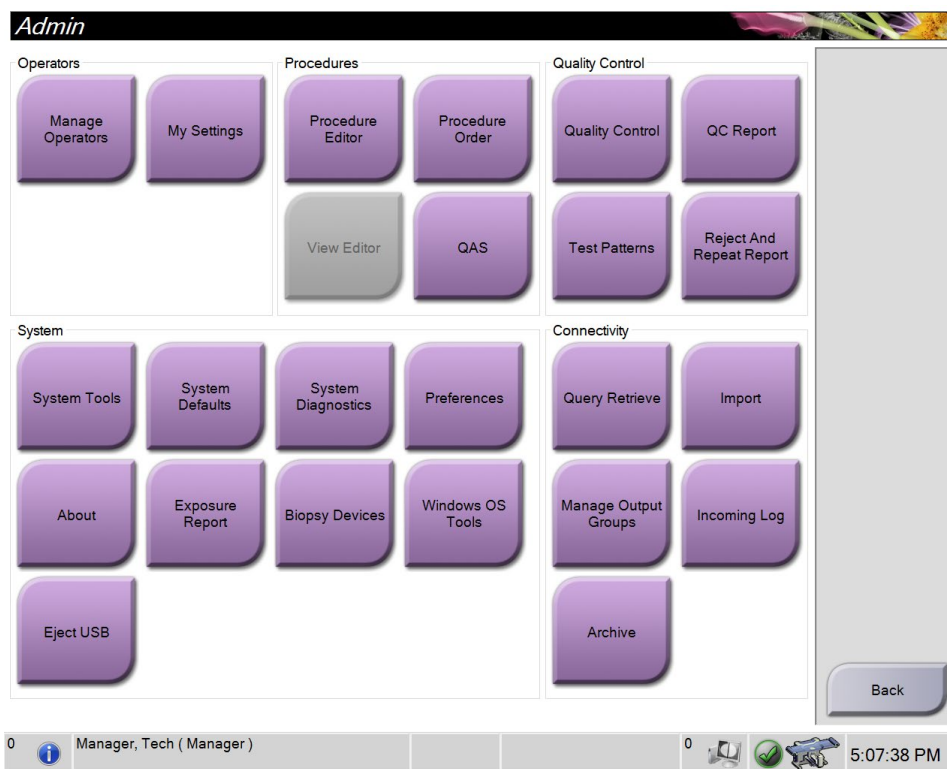 Admin
Operators
Manage
Operators
My Settings
Procedures
Procedure
Editor
Procedure
Order
View Editor
QAS
Quality Control
Quality Control
QC Report
Test Patterns
Reject And
Repeat Report
System
System Tools
System
Defaults
System
Diagnostics
Preferences
About
Exposure
Report
Biopsy Devices
Windows OS
Tools
Eject USB
Connectivity
Query Retrieve
Import
Manage Output
Groups
Incoming Log
Archive
Back
0
Manager, Tech ( Manager )
0
5:07:38 PM